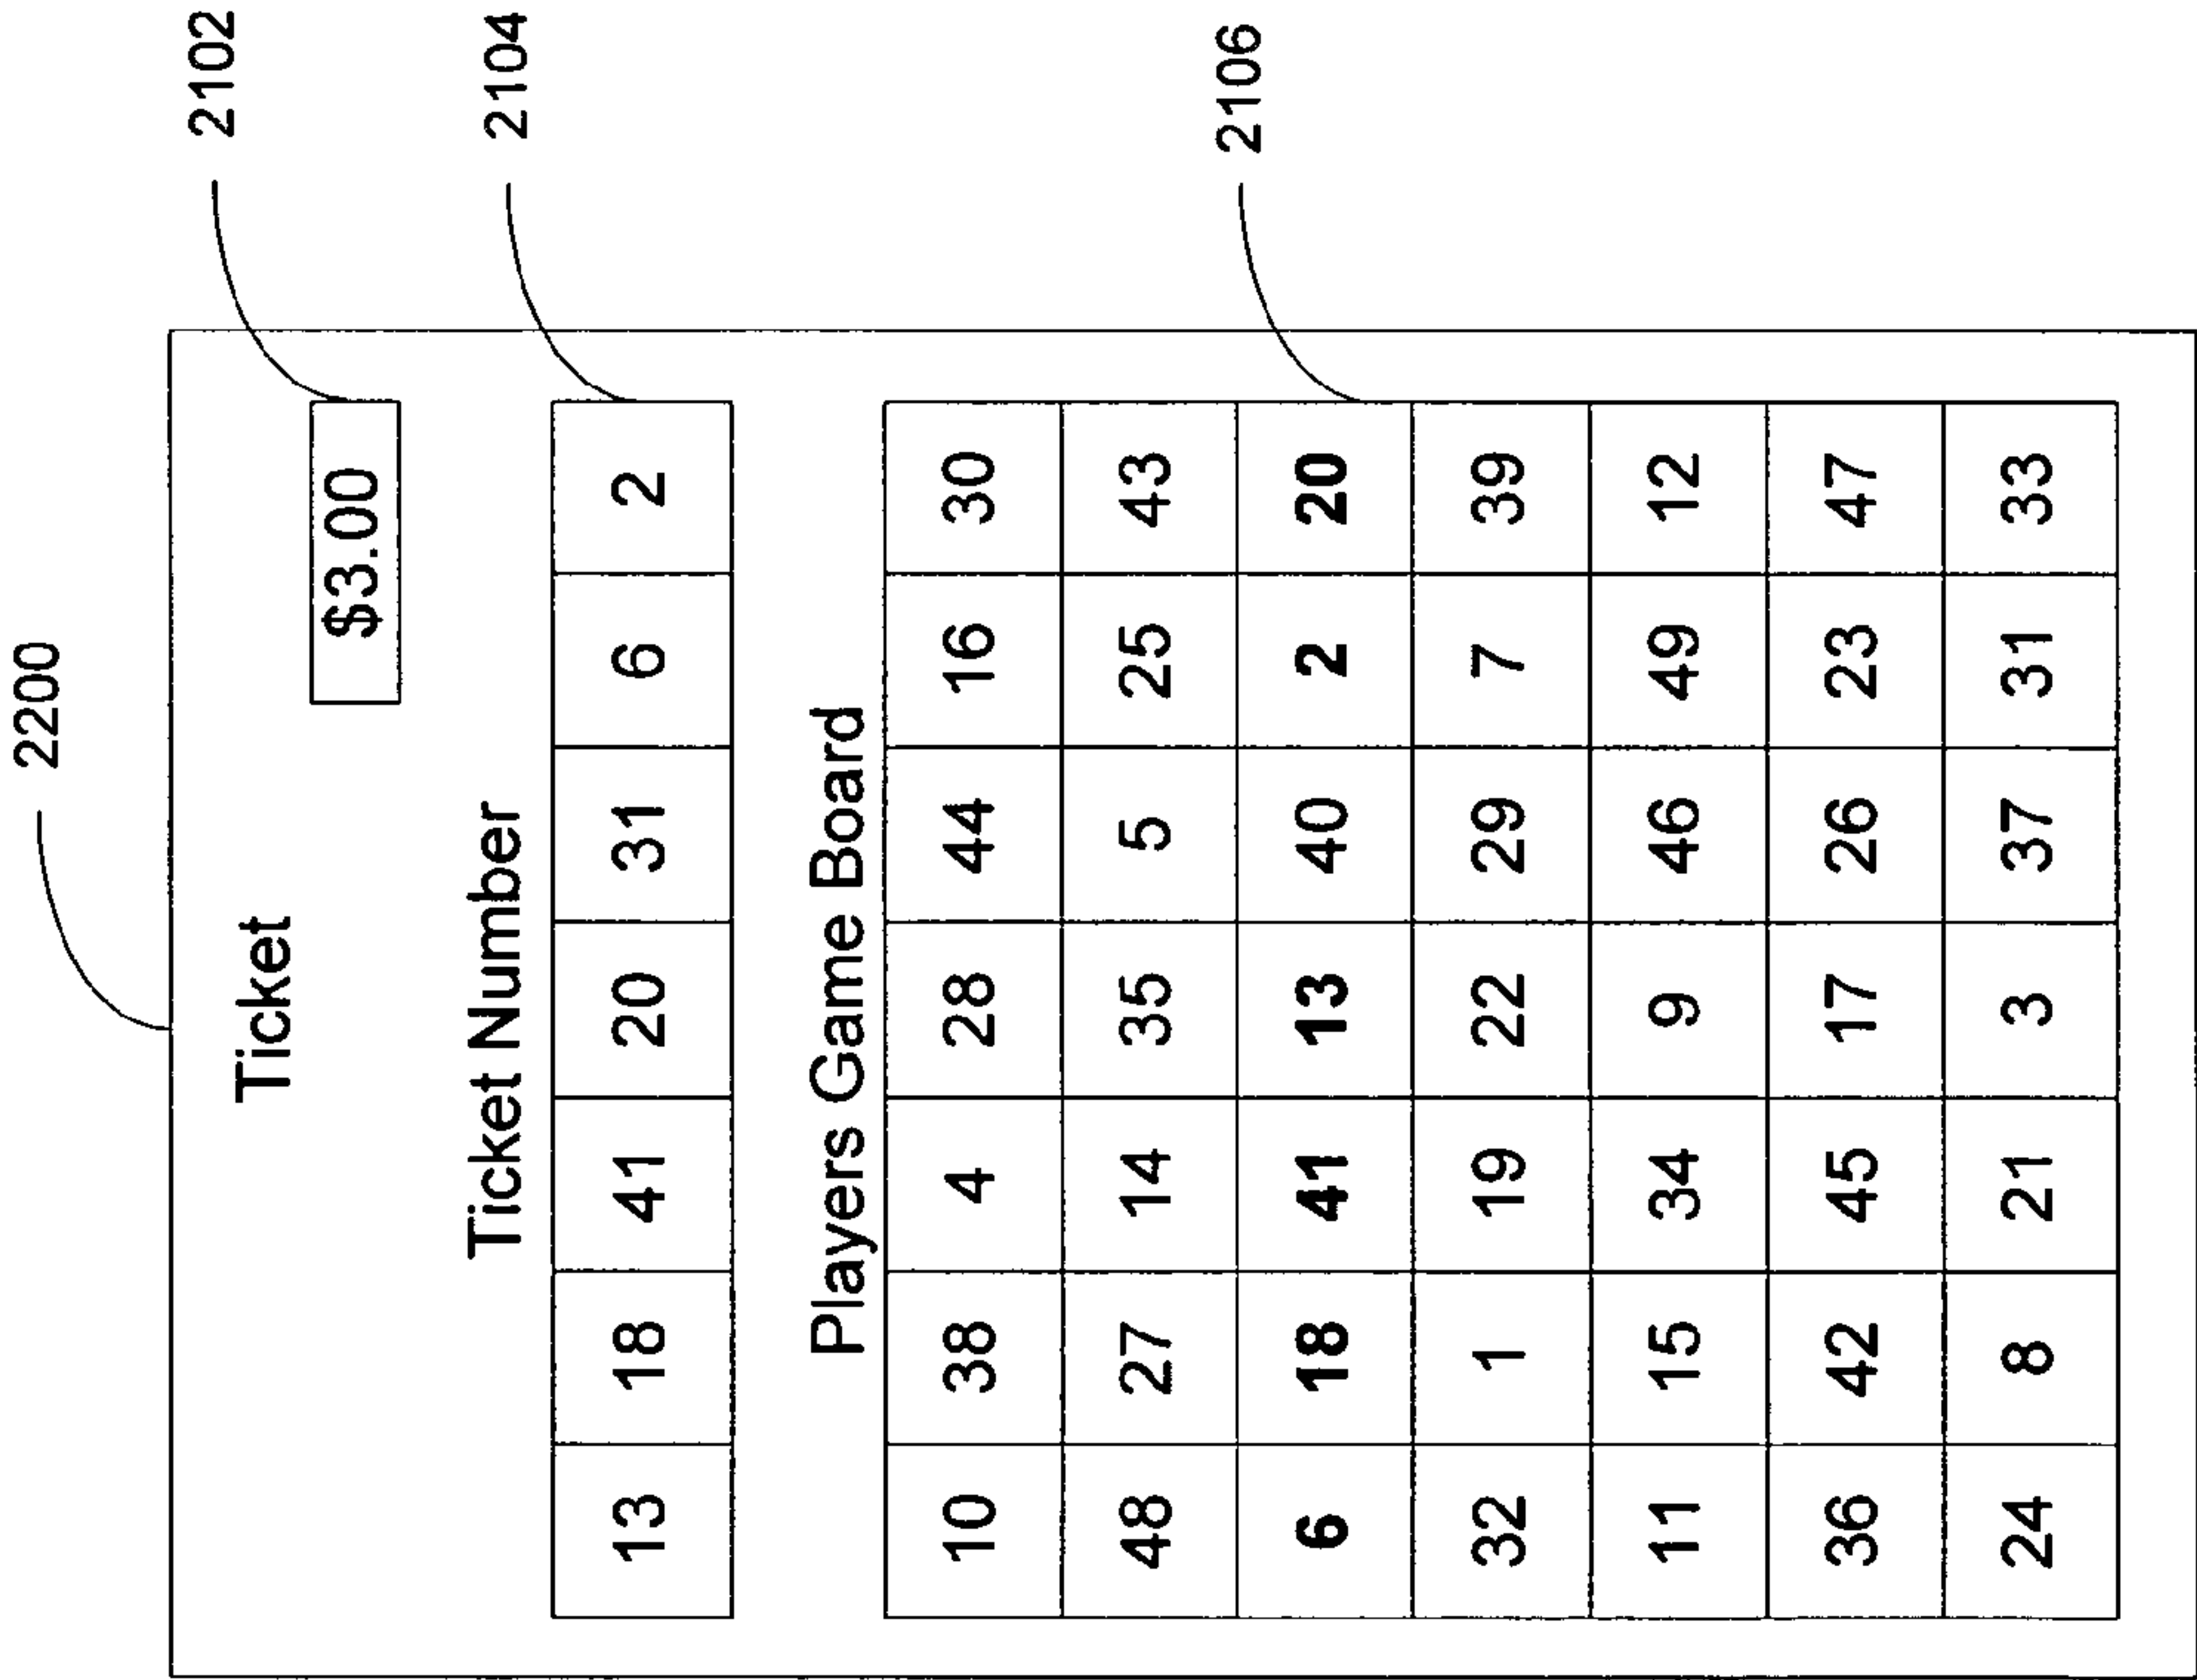 2200
Ticket
$3.00
2102
Ticket Number
13 18 41 20 31 6 2
2104
Players Game Board
10 38 4 28 44 16 30
48 27 14 35 5 25 43
6 18 41 13 40 2 20
2106
32 1 19 22 29 7 39
11 15 34 9 46 49 12
36 42 45 17 26 23 47
24 8 21 3 37 31 33